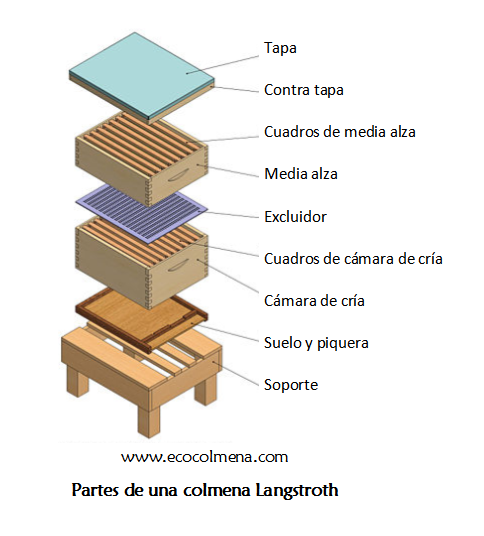 Tapa
Contra tapa
Cuadros de media alza
Media alza
Excluidor
Cuadros de cámara de cría
Cámara de cría
Suelo y piquera
Soporte
www.ecocolmena.com
Partes de una colmena Langstroth